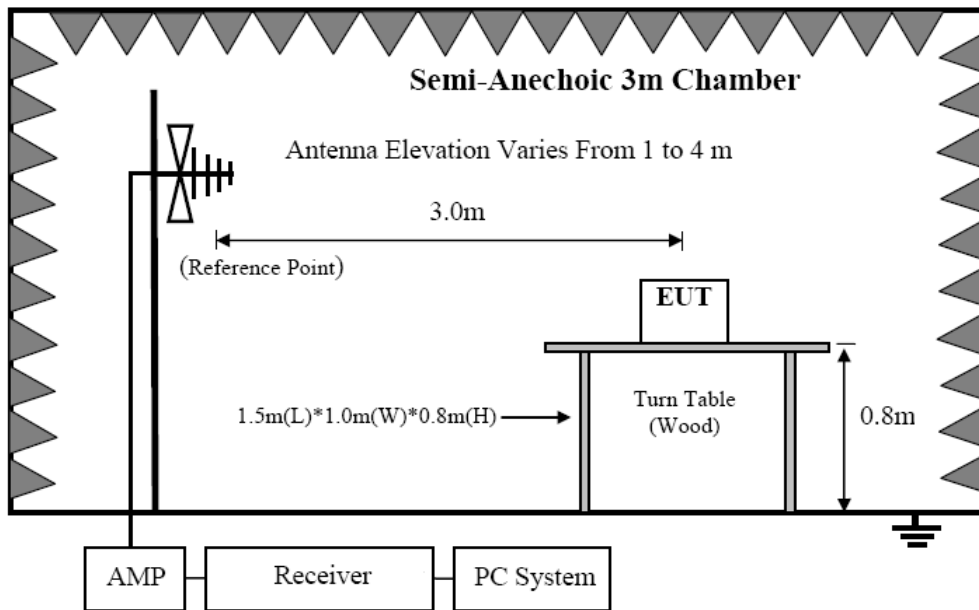 Semi-Anechoic 3m Chamber
Antenna Elevation Varies From 1 to 4 m
3.0m
(Reference Point)
EUT
1.5m(L)*1.0m(W)*0.8m(H)
Turn Table
(Wood)
0.8m
AMP
Receiver
PC System